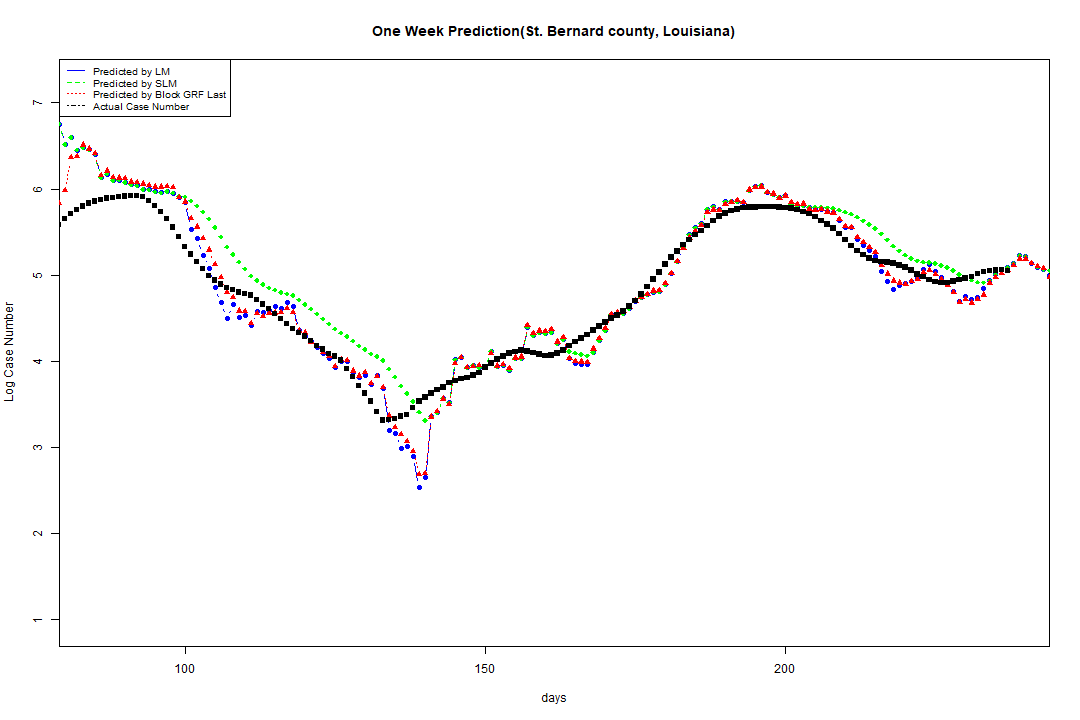 One Week Prediction(St. Bernard county, Louisiana)
Predicted by LM
Predicted by SLM
Predicted by Block GRF Last
Actual Case Number
7
6
5
4
3
2
1
Log Case Number
100 150 200
days